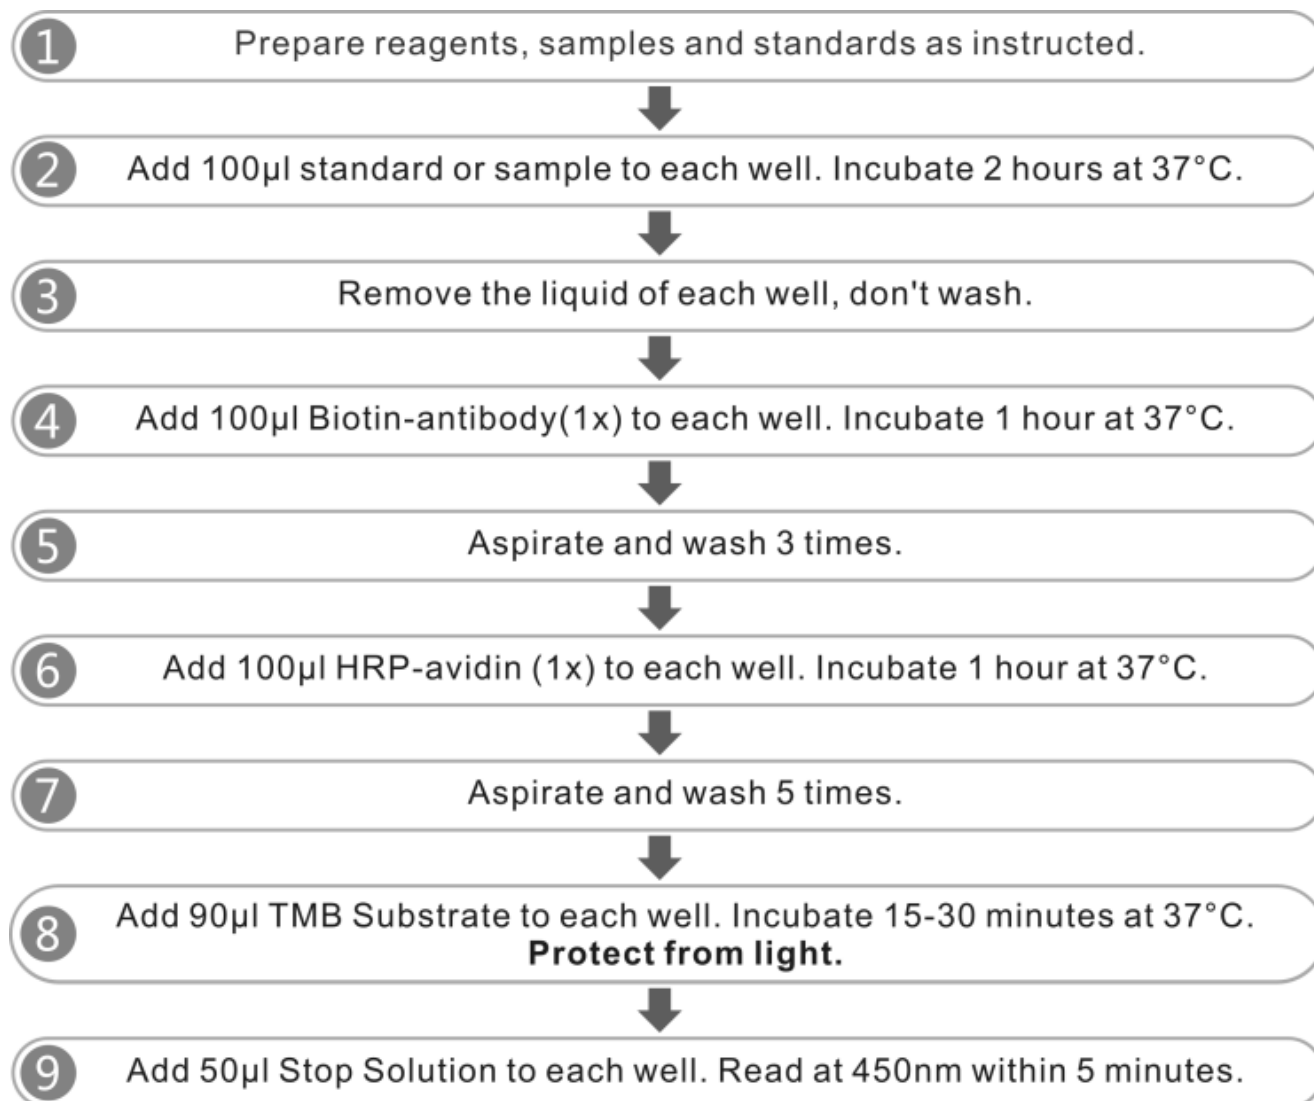 1 Prepare reagents, samples and standards as instructed.
2 Add 100µl standard or sample to each well. Incubate 2 hours at 37°C.
3 Remove the liquid of each well, don't wash.
4 Add 100µl Biotin-antibody(1x) to each well. Incubate 1 hour at 37°C.
5 Aspirate and wash 3 times.
6 Add 100µl HRP-avidin (1x) to each well. Incubate 1 hour at 37°C.
7 Aspirate and wash 5 times.
8 Add 90µl TMB Substrate to each well. Incubate 15-30 minutes at 37°C.
Protect from light.
9 Add 50µl Stop Solution to each well. Read at 450nm within 5 minutes.